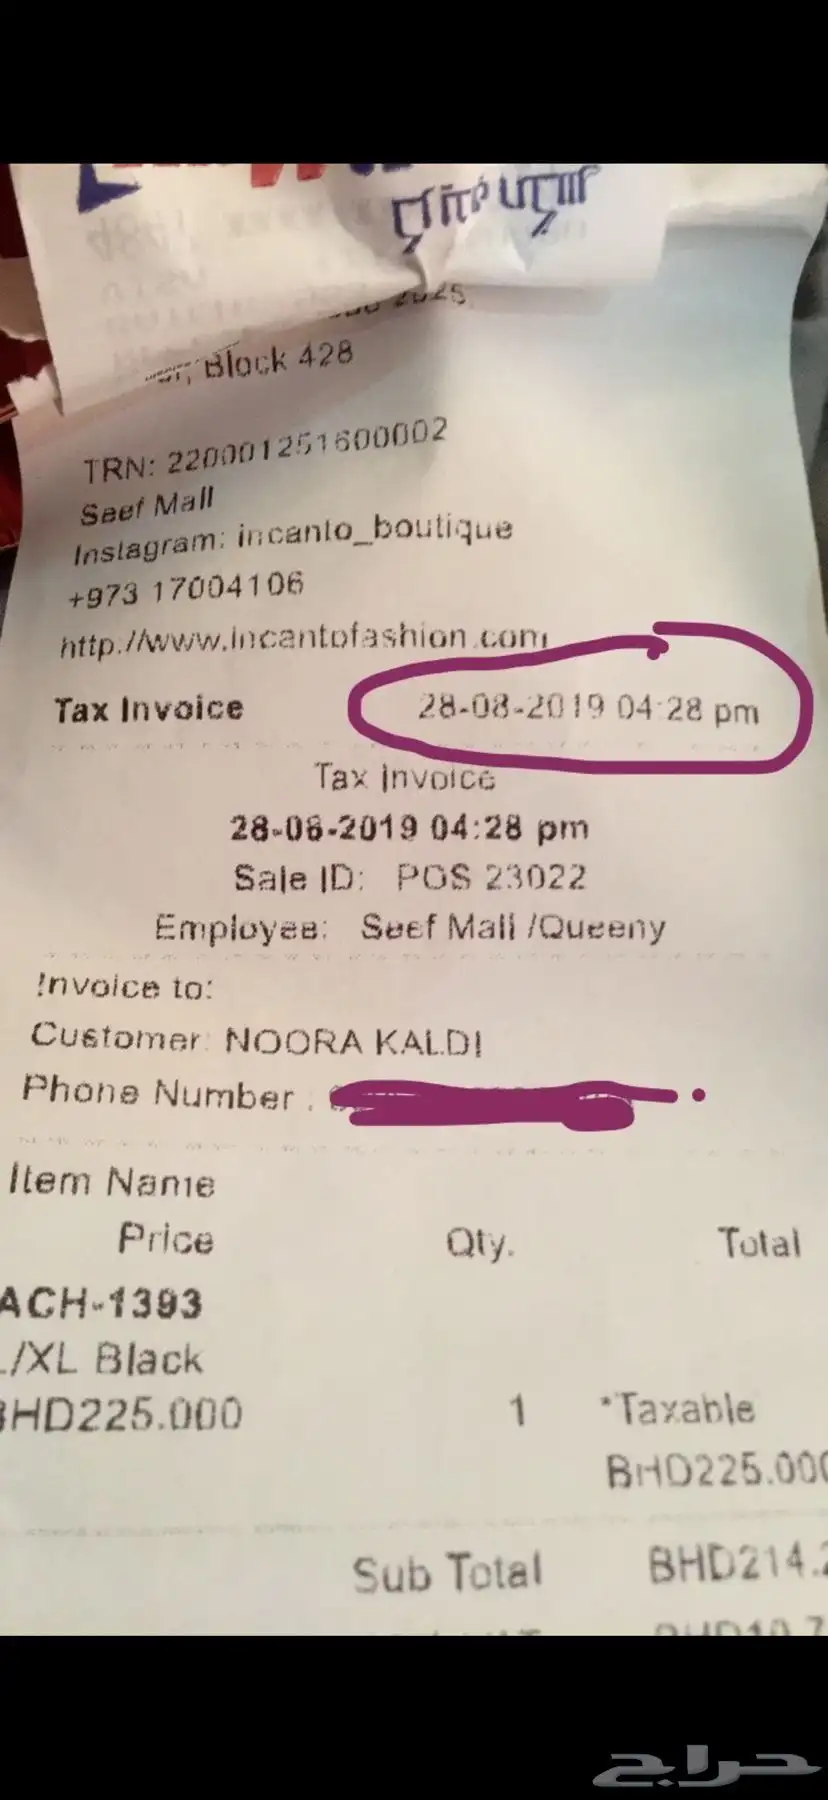 Block 428
TRN: 220001251600002
Seef Mall
Instagram: incanto_boutique
+973 17004106
http://www.incantofashion.com
Tax Invoice 28-08-2019 04:28 pm
Tax Invoice
28-08-2019 04:28 pm
Sale ID: POS 23022
Employee: Seef Mall /Queeny
Invoice to:
Customer: NOORA KALDI
Phone Number :
Item Name
Price Qty. Total
ACH-1393
/XL Black
BHD225.000 1 *Taxable
BHD225.000
Sub Total BHD214.2
حراج